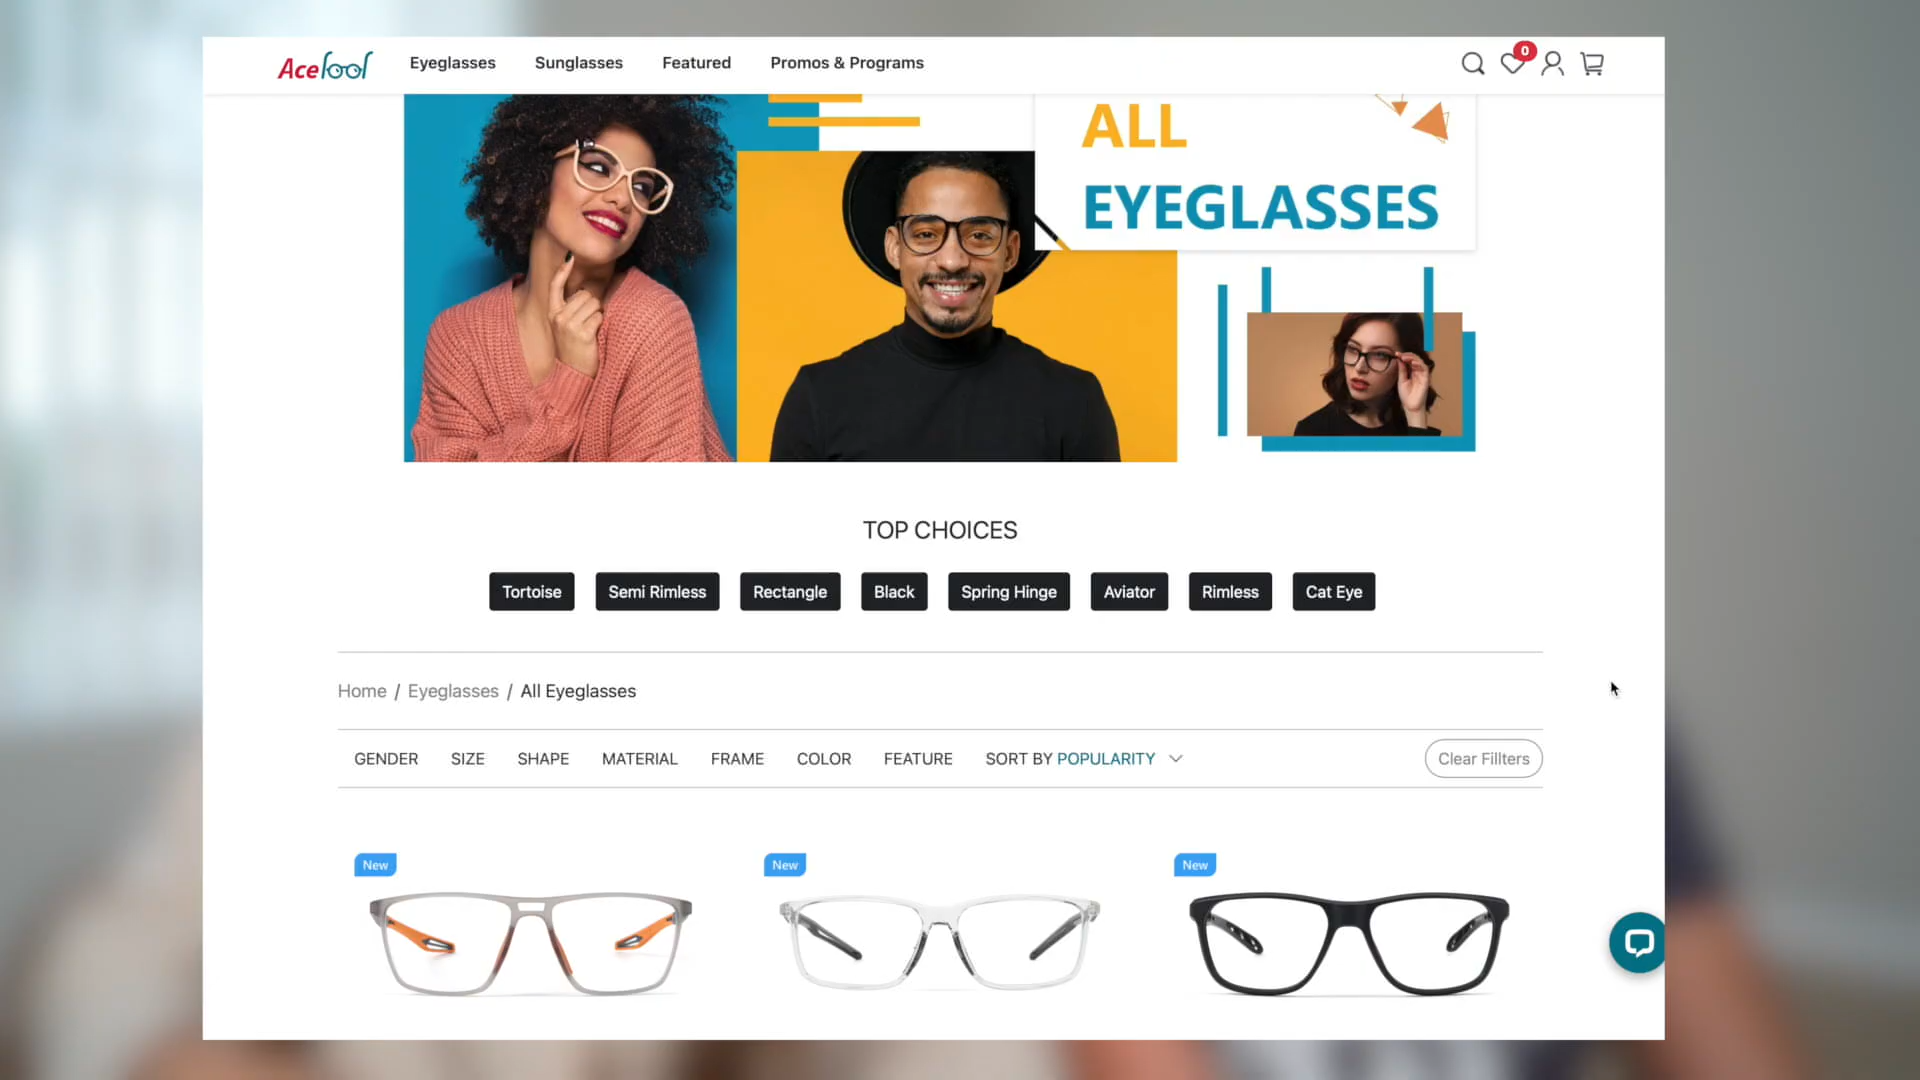 Acelool Eyeglasses Sunglasses Featured Promos & Programs 0
ALL
EYEGLASSES
TOP CHOICES
Tortoise Semi Rimless Rectangle Black Spring Hinge Aviator Rimless Cat Eye
Home / Eyeglasses / All Eyeglasses
GENDER SIZE SHAPE MATERIAL FRAME COLOR FEATURE SORT BY POPULARITY Clear Fillters
New New New